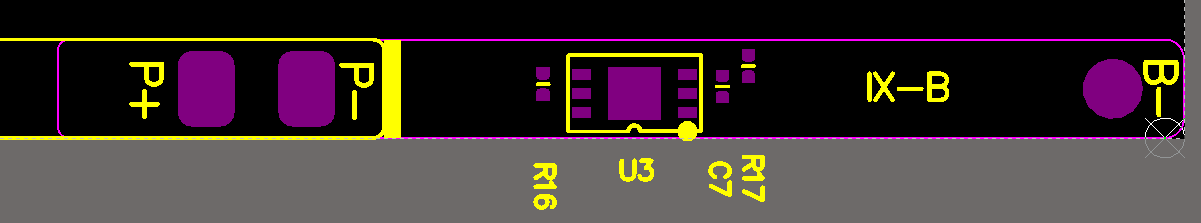 P+
P-
IX-B
B-
R16
U3
C7
R17